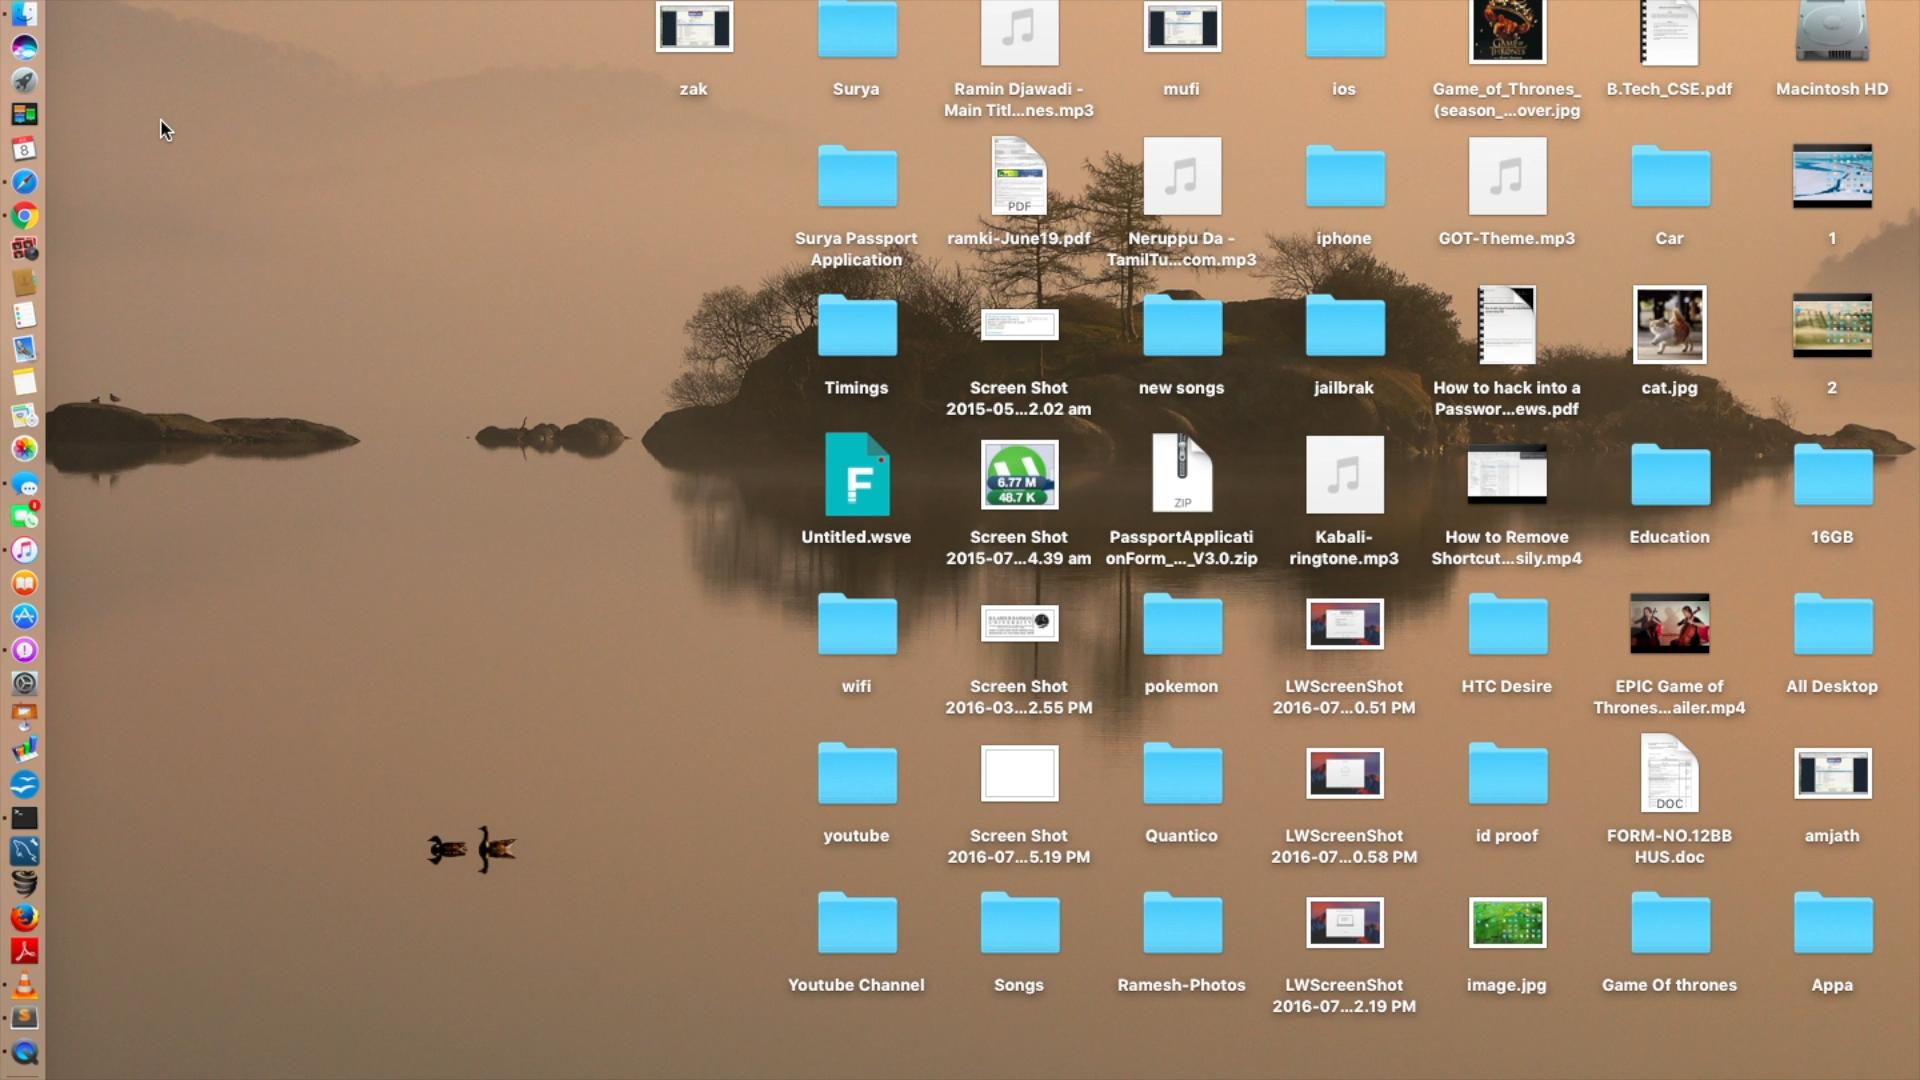 zak
Surya
Ramin Djawadi -
Main Titl...nes.mp3
mufi
ios
Game_of_Thrones_
(season_...over.jpg
B.Tech_CSE.pdf
Macintosh HD
Surya Passport
Application
PDF
ramki-June19.pdf
Neruppu Da -
TamilTu...com.mp3
iphone
GOT-Theme.mp3
Car
1
Timings
Screen Shot
2015-05...2.02 am
new songs
jailbrak
How to hack into a
Passwor...ews.pdf
cat.jpg
2
F
Untitled.wsve
6.77 M
48.7 K
Screen Shot
2015-07...4.39 am
ZIP
PassportApplicati
onForm_..._V3.0.zip
Kabali-
ringtone.mp3
How to Remove
Shortcut...sily.mp4
Education
16GB
wifi
Screen Shot
2016-03...2.55 PM
pokemon
LWScreenShot
2016-07...0.51 PM
HTC Desire
EPIC Game of
Thrones...ailer.mp4
All Desktop
youtube
Screen Shot
2016-07...5.19 PM
Quantico
LWScreenShot
2016-07...0.58 PM
id proof
DOC
FORM-NO.12BB
HUS.doc
amjath
Youtube Channel
Songs
Ramesh-Photos
LWScreenShot
2016-07...2.19 PM
image.jpg
Game Of thrones
Appa
8